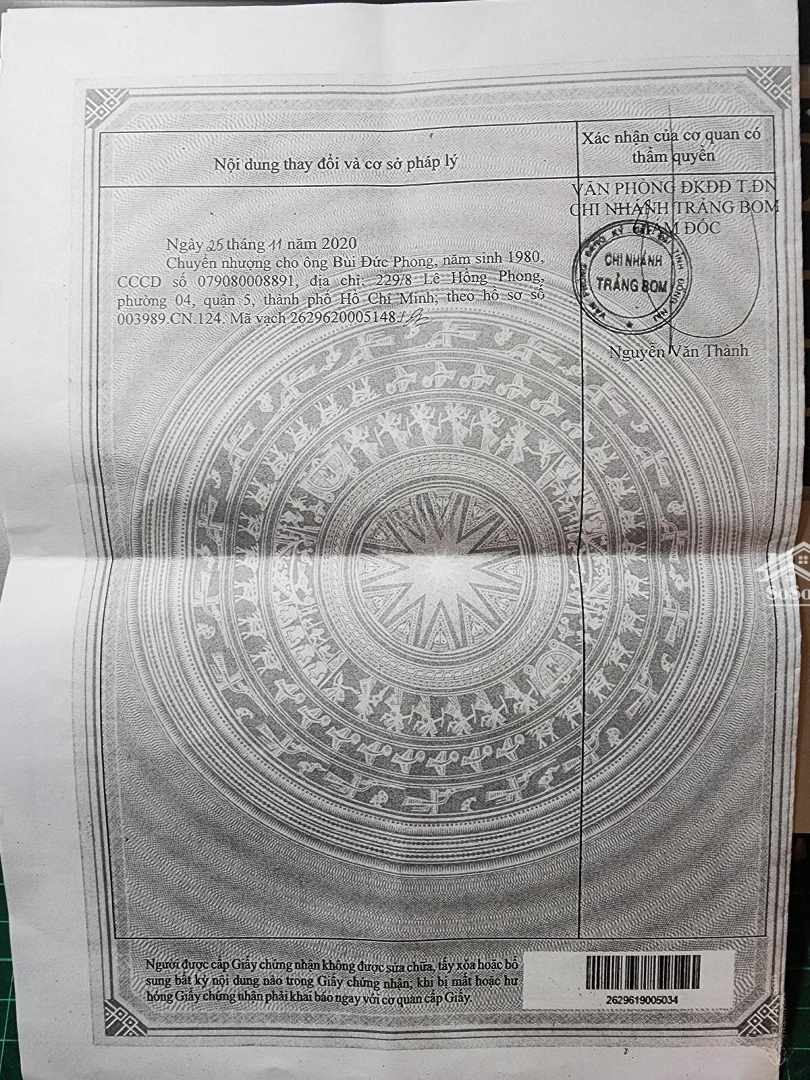 Nội dung thay đổi và cơ sở pháp lý
Xác nhận của cơ quan có
thẩm quyền
Ngày 25 tháng 11 năm 2020
Chuyển nhượng cho ông Bùi Đức Phong, năm sinh 1980,
CCCD số 079080008891, địa chỉ: 229/8 Lê Hồng Phong,
phường 04, quận 5, thành phố Hồ Chí Minh; theo hồ sơ số
003989.CN.124. Mã vạch 2629620005148
VĂN PHÒNG ĐKĐĐ T.ĐN
CHI NHÁNH TRẢNG BOM
GIÁM ĐỐC
CHI NHÁNH
TRẢNG BOM
Nguyễn Văn Thành
Người được cấp Giấy chứng nhận không được sửa chữa, tẩy xóa hoặc bổ
sung bất kỳ nội dung nào trong Giấy chứng nhận; khi bị mất hoặc hư
hỏng Giấy chứng nhận phải khai báo ngay với cơ quan cấp Giấy.
2629619005034